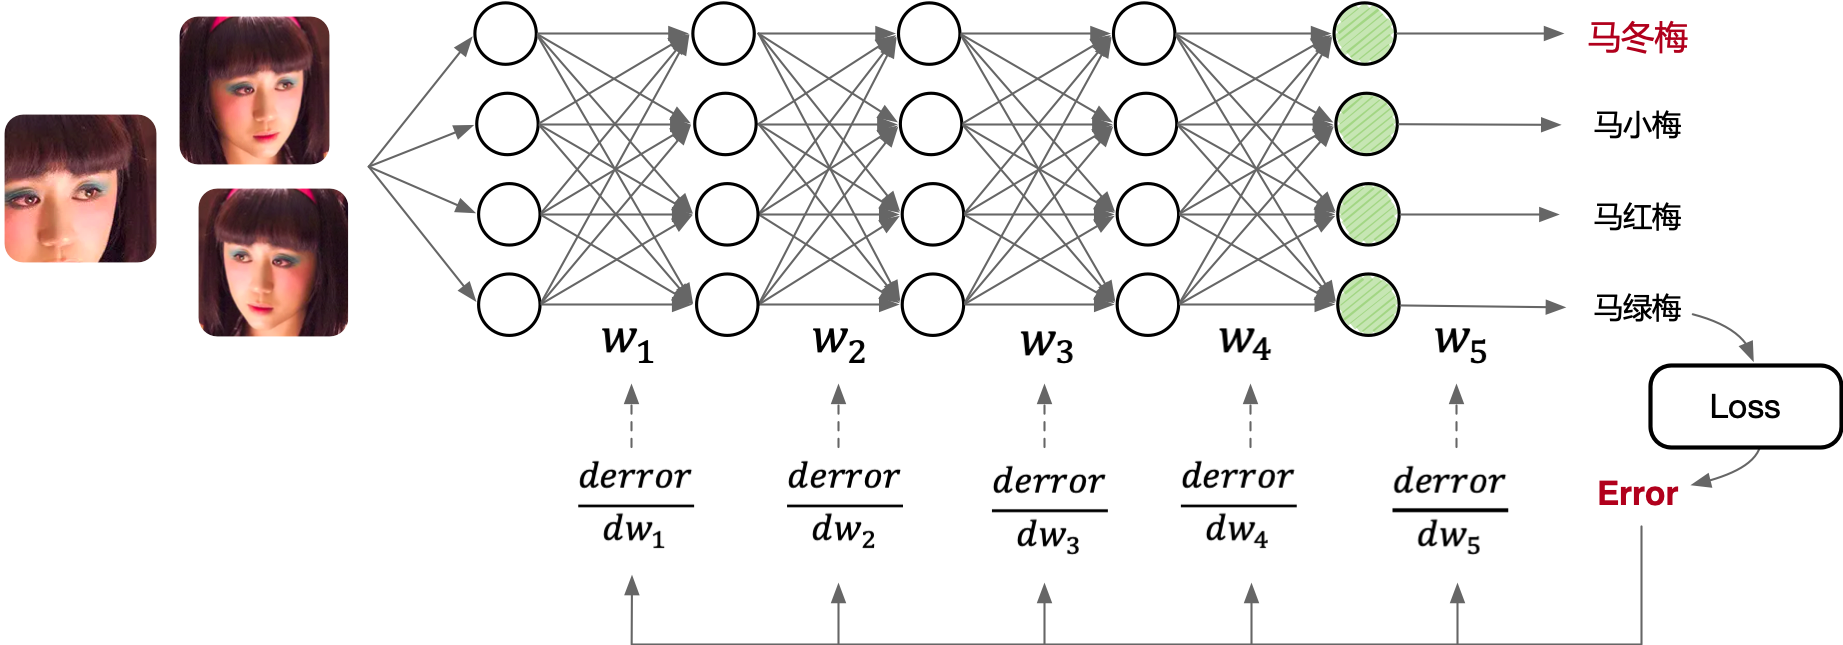 马冬梅
马小梅
马红梅
马绿梅
w₁ w₂ w₃ w₄ w₅
Loss
derror derror derror derror derror
dw₁ dw₂ dw₃ dw₄ dw₅
Error